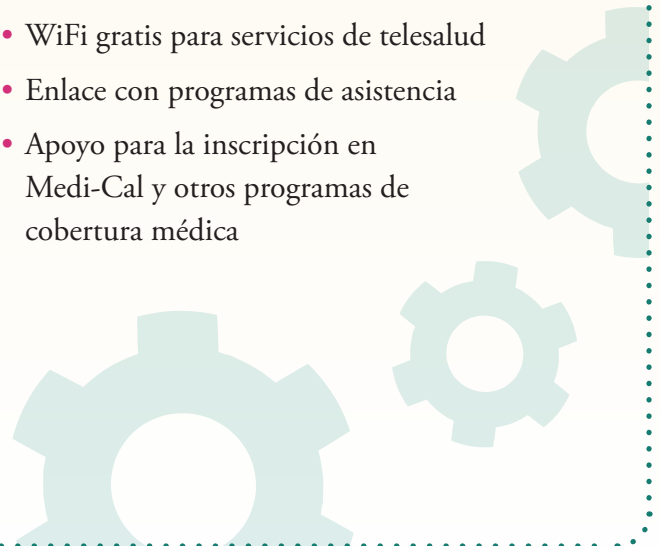 • WiFi gratis para servicios de telesalud
• Enlace con programas de asistencia
• Apoyo para la inscripción en
Medi-Cal y otros programas de
cobertura médica